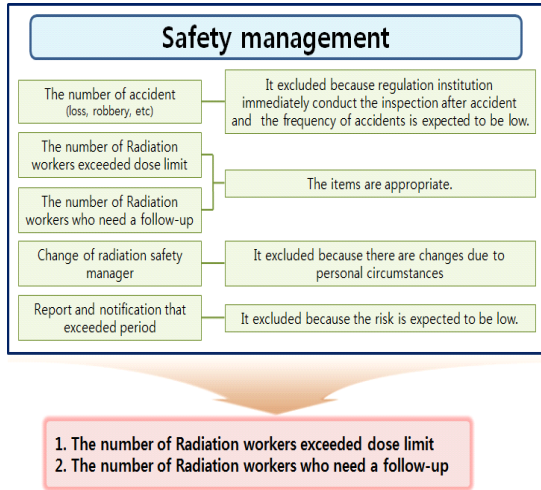 Safety management
The number of accident
(loss, robbery, etc)
It excluded because regulation institution
immediately conduct the inspection after accident
and the frequency of accidents is expected to be low.
The number of Radiation
workers exceeded dose limit
The number of Radiation
workers who need a follow-up
The items are appropriate.
Change of radiation safety
manager
It excluded because there are changes due to
personal circumstances
Report and notification that
exceeded period
It excluded because the risk is expected to be low.
1. The number of Radiation workers exceeded dose limit
2. The number of Radiation workers who need a follow-up